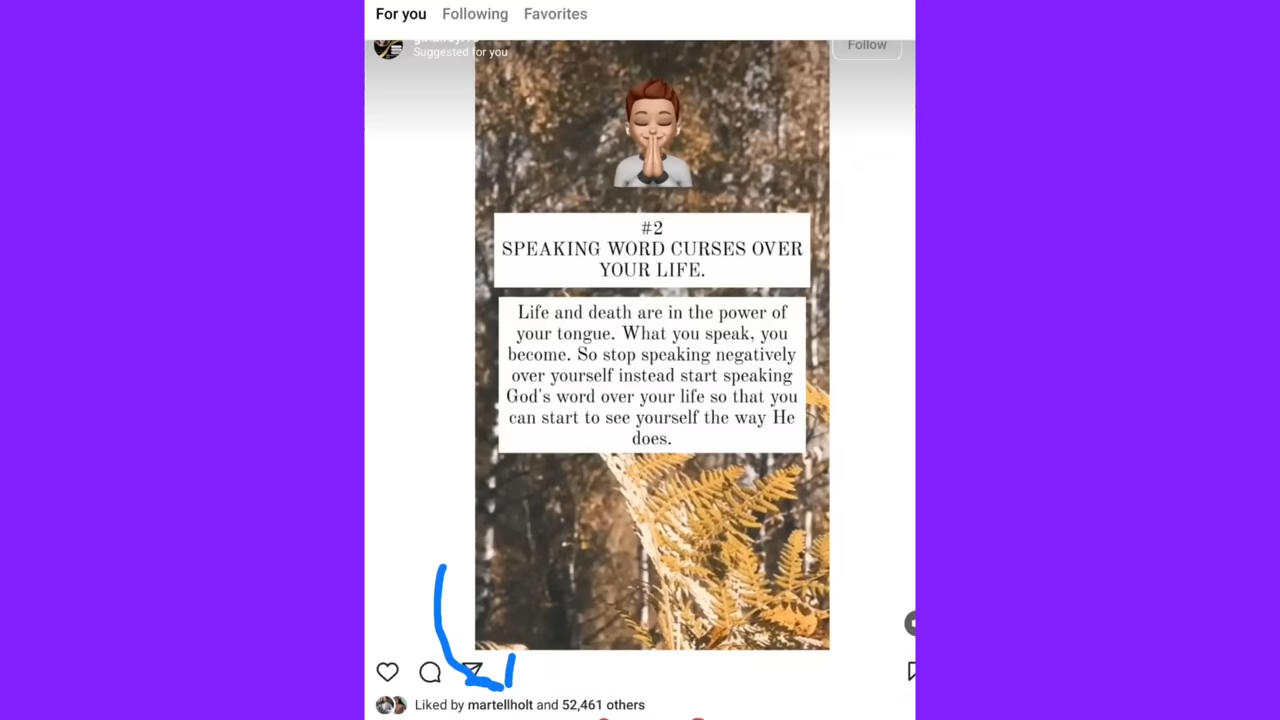 For you Following Favorites
Suggested for you
Follow
#2
SPEAKING WORD CURSES OVER
YOUR LIFE.
Life and death are in the power of
your tongue. What you speak, you
become. So stop speaking negatively
over yourself instead start speaking
God's word over your life so that you
can start to see yourself the way He
does.
Liked by martellholt and 52,461 others